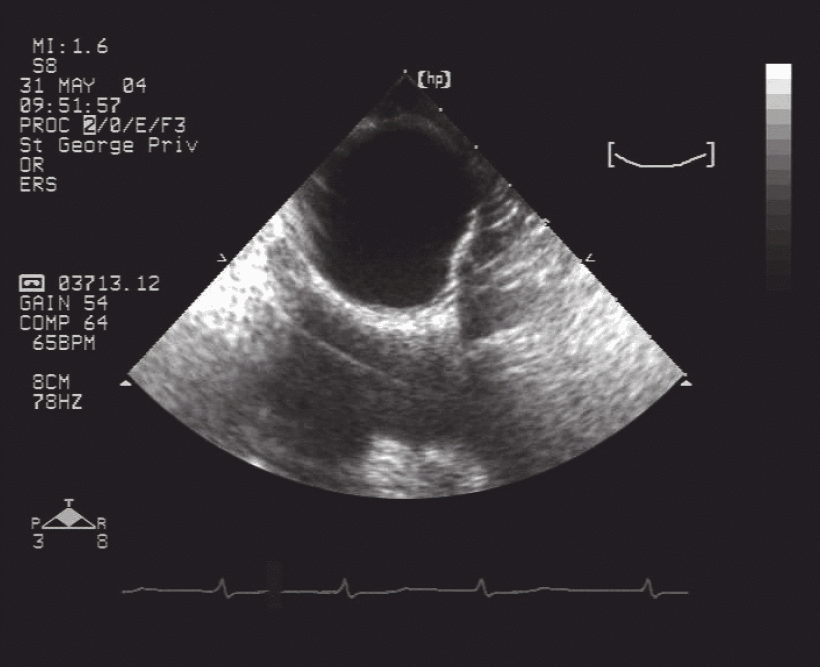 MI:1.6
S8
31 MAY 04
09:51:57
PROC 2/0/E/F3
St George Priv
OR
ERS
[hp]
03713.12
GAIN 54
COMP 64
65BPM
8CM
78HZ
T
P R
3 8